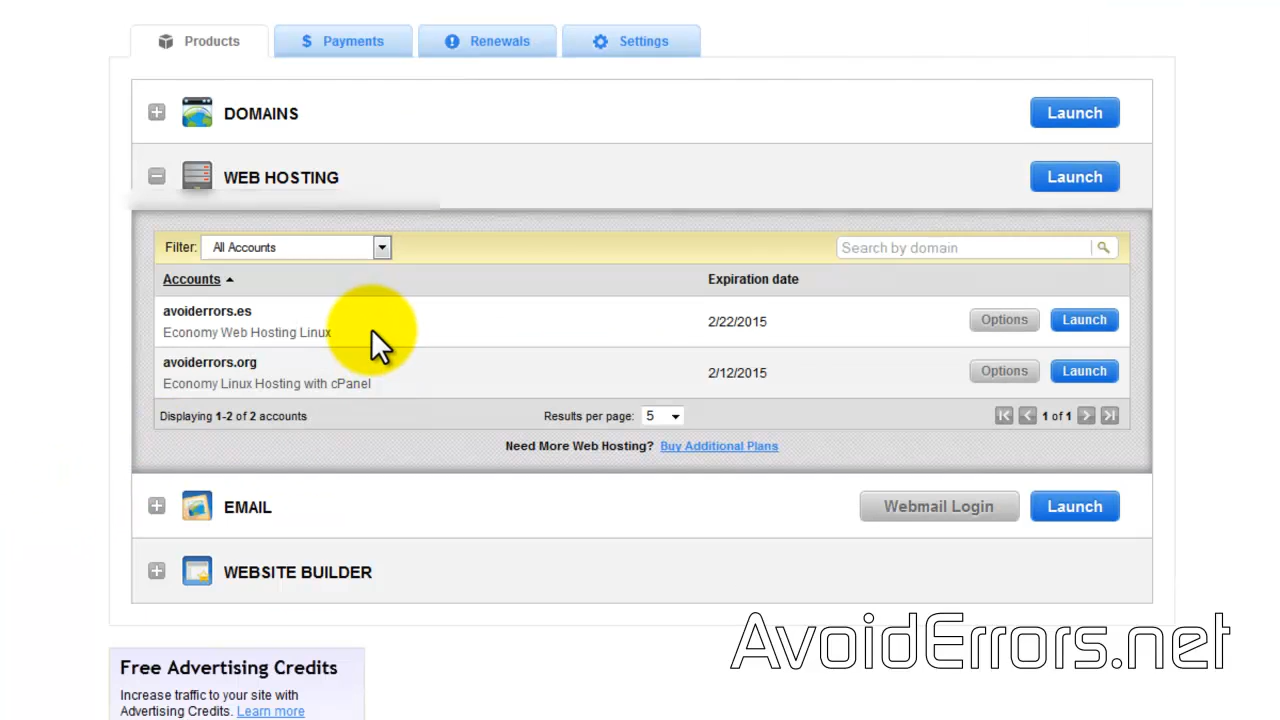 Products Payments Renewals Settings
DOMAINS Launch
WEB HOSTING Launch
Filter: All Accounts Search by domain
Accounts Expiration date
avoiderrors.es
Economy Web Hosting Linux 2/22/2015 Options Launch
avoiderrors.org
Economy Linux Hosting with cPanel 2/12/2015 Options Launch
Displaying 1-2 of 2 accounts Results per page: 5 1 of 1
Need More Web Hosting? Buy Additional Plans
EMAIL Webmail Login Launch
WEBSITE BUILDER
AvoidErrors.net
Free Advertising Credits
Increase traffic to your site with
Advertising Credits. Learn more